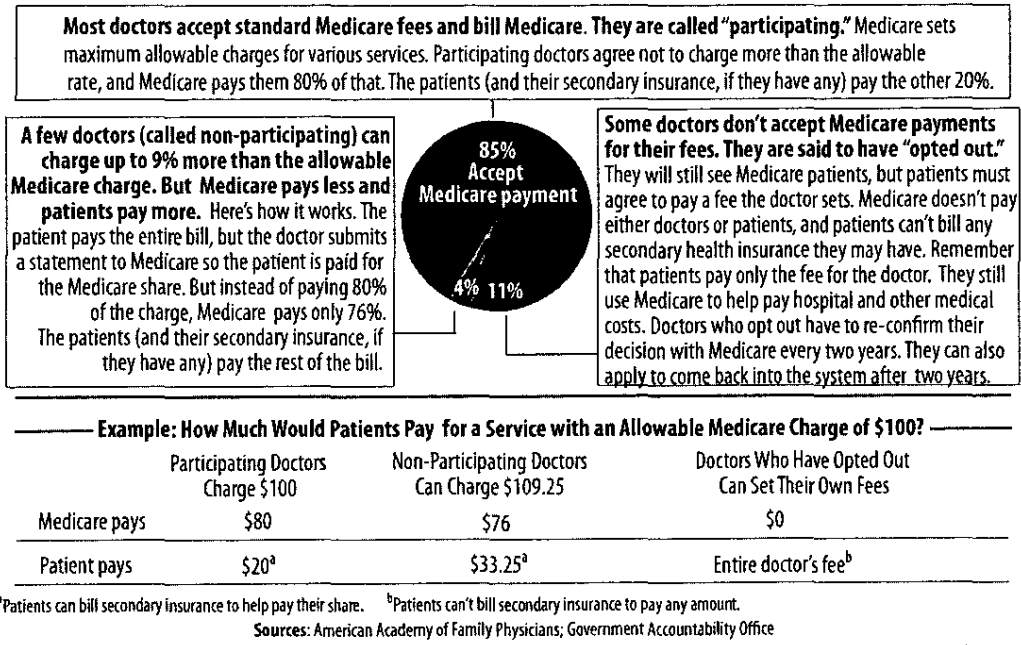 Most doctors accept standard Medicare fees and bill Medicare. They are called "participating." Medicare sets
maximum allowable charges for various services. Participating doctors agree not to charge more than the allowable
rate, and Medicare pays them 80% of that. The patients (and their secondary insurance, if they have any) pay the other 20%.
A few doctors (called non-participating) can
charge up to 9% more than the allowable
Medicare charge. But Medicare pays less and
patients pay more. Here's how it works. The
patient pays the entire bill, but the doctor submits
a statement to Medicare so the patient is paid for
the Medicare share. But instead of paying 80%
of the charge, Medicare pays only 76%.
The patients (and their secondary insurance, if
they have any) pay the rest of the bill.
85%
Accept
Medicare payment
4% 11%
Some doctors don't accept Medicare payments
for their fees. They are said to have "opted out."
They will still see Medicare patients, but patients must
agree to pay a fee the doctor sets. Medicare doesn't pay
either doctors or patients, and patients can't bill any
secondary health insurance they may have. Remember
that patients pay only the fee for the doctor. They still
use Medicare to help pay hospital and other medical
costs. Doctors who opt out have to re-confirm their
decision with Medicare every two years. They can also
apply to come back into the system after two years.
Example: How Much Would Patients Pay for a Service with an Allowable Medicare Charge of $100?
Participating Doctors Non-Participating Doctors Doctors Who Have Opted Out
Charge $100 Can Charge $109.25 Can Set Their Own Fees
Medicare pays $80 $76 $0
Patient pays $20a $33.25a Entire doctor's feeb
aPatients can bill secondary insurance to help pay their share. bPatients can't bill secondary insurance to pay any amount.
Sources: American Academy of Family Physicians; Government Accountability Office